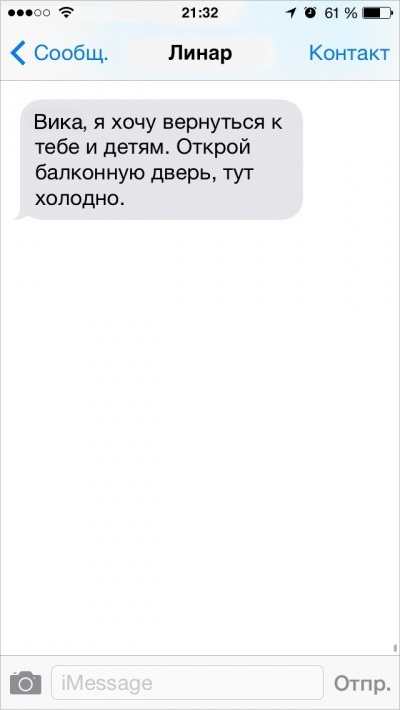 21:32 61 %
Сообщ. Линар Контакт
Вика, я хочу вернуться к
тебе и детям. Открой
балконную дверь, тут
холодно.
iMessage Отпр.